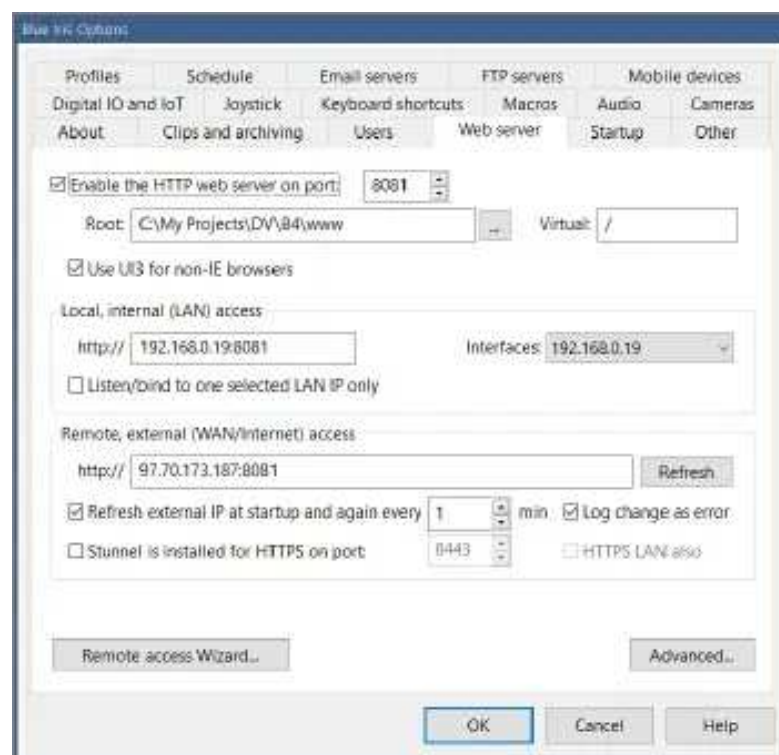 Blue Iris Options
Profiles Schedule Email servers FTP servers Mobile devices
Digital IO and IoT Joystick Keyboard shortcuts Macros Audio Cameras
About Clips and archiving Users Web server Startup Other
Enable the HTTP web server on port: 8081
Root: C:\My Projects\DV\B4\www ... Virtual: /
Use UI3 for non-IE browsers
Local, internal (LAN) access
http:// 192.168.0.19:8081 Interfaces: 192.168.0.19
Listen/bind to one selected LAN IP only
Remote, external (WAN/Internet) access
http:// 97.70.173.187:8081 Refresh
Refresh external IP at startup and again every 1 min Log change as error
Stunnel is installed for HTTPS on port: 8443 HTTPS LAN also
Remote access Wizard... Advanced...
OK Cancel Help